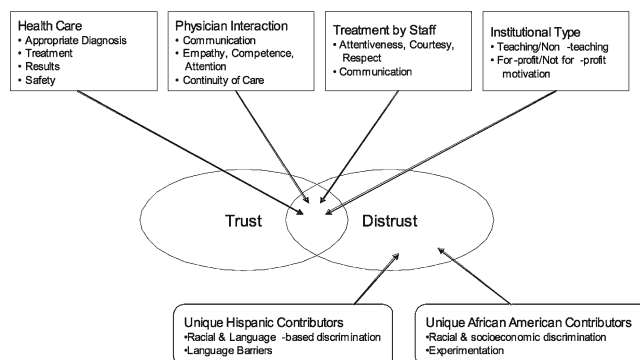 Health Care
• Appropriate Diagnosis
• Treatment
• Results
• Safety
Physician Interaction
• Communication
• Empathy, Competence,
Attention
• Continuity of Care
Treatment by Staff
• Attentiveness, Courtesy,
Respect
• Communication
Institutional Type
• Teaching/Non -teaching
• For-profit/Not for -profit
motivation
Trust
Distrust
Unique Hispanic Contributors
•Racial & Language -based discrimination
•Language Barriers
Unique African American Contributors
•Racial & socioeconomic discrimination
•Experimentation